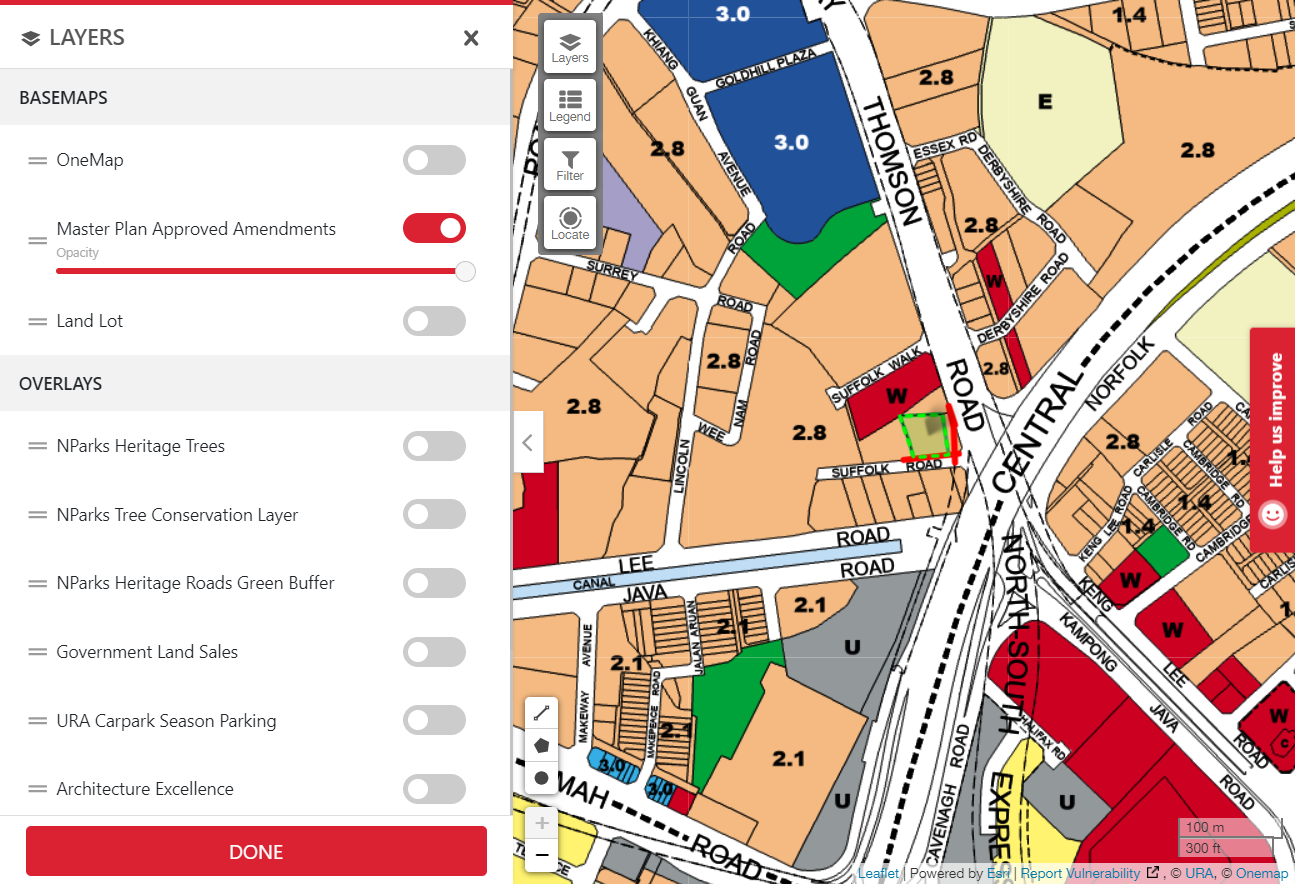 LAYERS
BASEMAPS
OneMap
Master Plan Approved Amendments
Opacity
Land Lot
OVERLAYS
NParks Heritage Trees
NParks Tree Conservation Layer
NParks Heritage Roads Green Buffer
Government Land Sales
URA Carpark Season Parking
Architecture Excellence
DONE
Layers
Legend
Filter
Locate
3.0
1.4
KHIANG
GUAN
AVENUE
GOLDHILL PLAZA
2.8
E
3.0
THOMSON
ROAD
ESSEX RD
DERBYSHIRE
ROAD
2.8
2.8
2.8
ROAD
SURREY
ROAD
W
DERBYSHIRE ROAD
2.8
ROAD
2.8
WEE
NAM
LINCOLN
2.8
2.8
SUFFOLK WALK
W
SUFFOLK
ROAD
CENTRAL
NORFOLK
2.8
CARLISLE
ROAD
CAMBRIDGE RD
1.4
1.4
KENG LEE ROAD
CAMBRIDGE RD
CAMBRIDGE
Help us improve
LEE
ROAD
CANAL
JAVA
ROAD
W
W
KENG
LEE
ROAD
KAMPONG
JAVA
ROAD
NORTH-SOUTH
2.1
2.1
2.1
2.1
2.1
U
U
U
MAKEWAY
AVENUE
JALAN ARUAN
MAKEPEACE
ROAD
3.0
3.0
MAH
ROAD
CAVENAGH
ROAD
HALIFAX RD
W
C
100 m
300 ft
Leaflet | Powered by Esri | Report Vulnerability , © URA, © Onemap